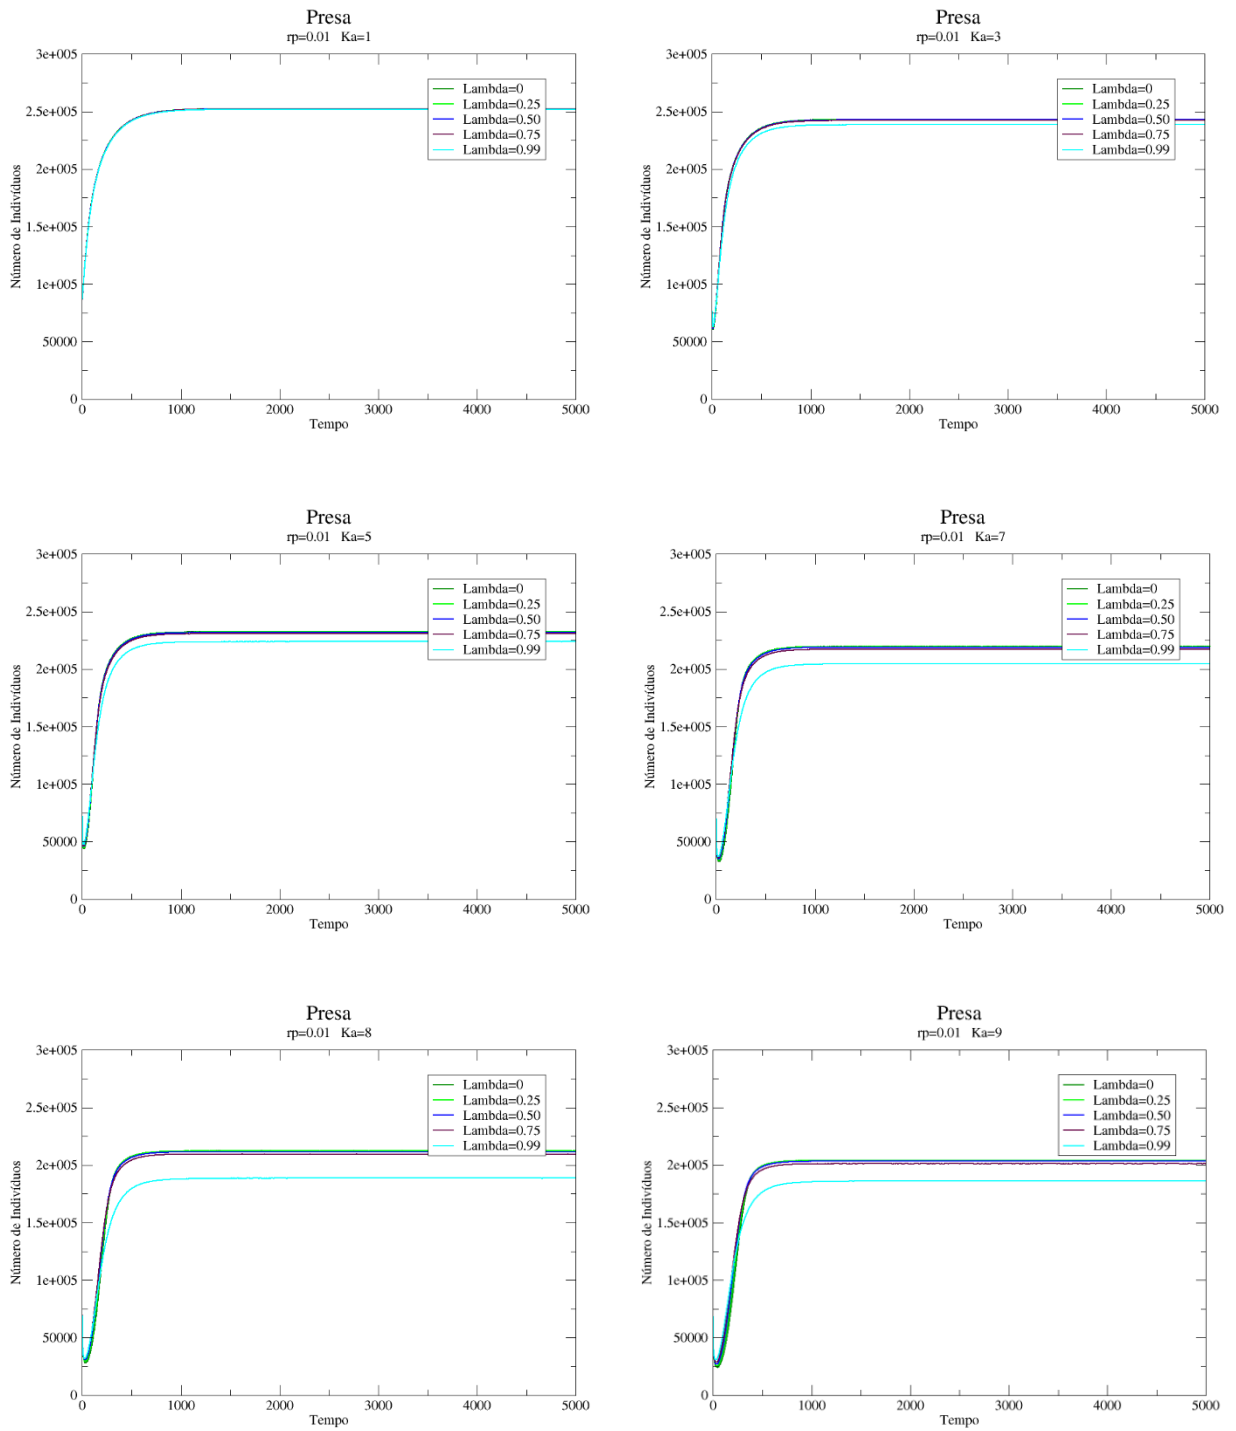 Presa
rp=0.01 Ka=1
3e+005
2.5e+005
2e+005
1.5e+005
1e+005
50000
0
Número de Indivíduos
Lambda=0
Lambda=0.25
Lambda=0.50
Lambda=0.75
Lambda=0.99
0 1000 2000 3000 4000 5000
Tempo
Presa
rp=0.01 Ka=3
3e+005
2.5e+005
2e+005
1.5e+005
1e+005
50000
0
Número de Indivíduos
Lambda=0
Lambda=0.25
Lambda=0.50
Lambda=0.75
Lambda=0.99
0 1000 2000 3000 4000 5000
Tempo
Presa
rp=0.01 Ka=5
3e+005
2.5e+005
2e+005
1.5e+005
1e+005
50000
0
Número de Indivíduos
Lambda=0
Lambda=0.25
Lambda=0.50
Lambda=0.75
Lambda=0.99
0 1000 2000 3000 4000 5000
Tempo
Presa
rp=0.01 Ka=7
3e+005
2.5e+005
2e+005
1.5e+005
1e+005
50000
0
Número de Indivíduos
Lambda=0
Lambda=0.25
Lambda=0.50
Lambda=0.75
Lambda=0.99
0 1000 2000 3000 4000 5000
Tempo
Presa
rp=0.01 Ka=8
3e+005
2.5e+005
2e+005
1.5e+005
1e+005
50000
0
Número de Indivíduos
Lambda=0
Lambda=0.25
Lambda=0.50
Lambda=0.75
Lambda=0.99
0 1000 2000 3000 4000 5000
Tempo
Presa
rp=0.01 Ka=9
3e+005
2.5e+005
2e+005
1.5e+005
1e+005
50000
0
Número de Indivíduos
Lambda=0
Lambda=0.25
Lambda=0.50
Lambda=0.75
Lambda=0.99
0 1000 2000 3000 4000 5000
Tempo